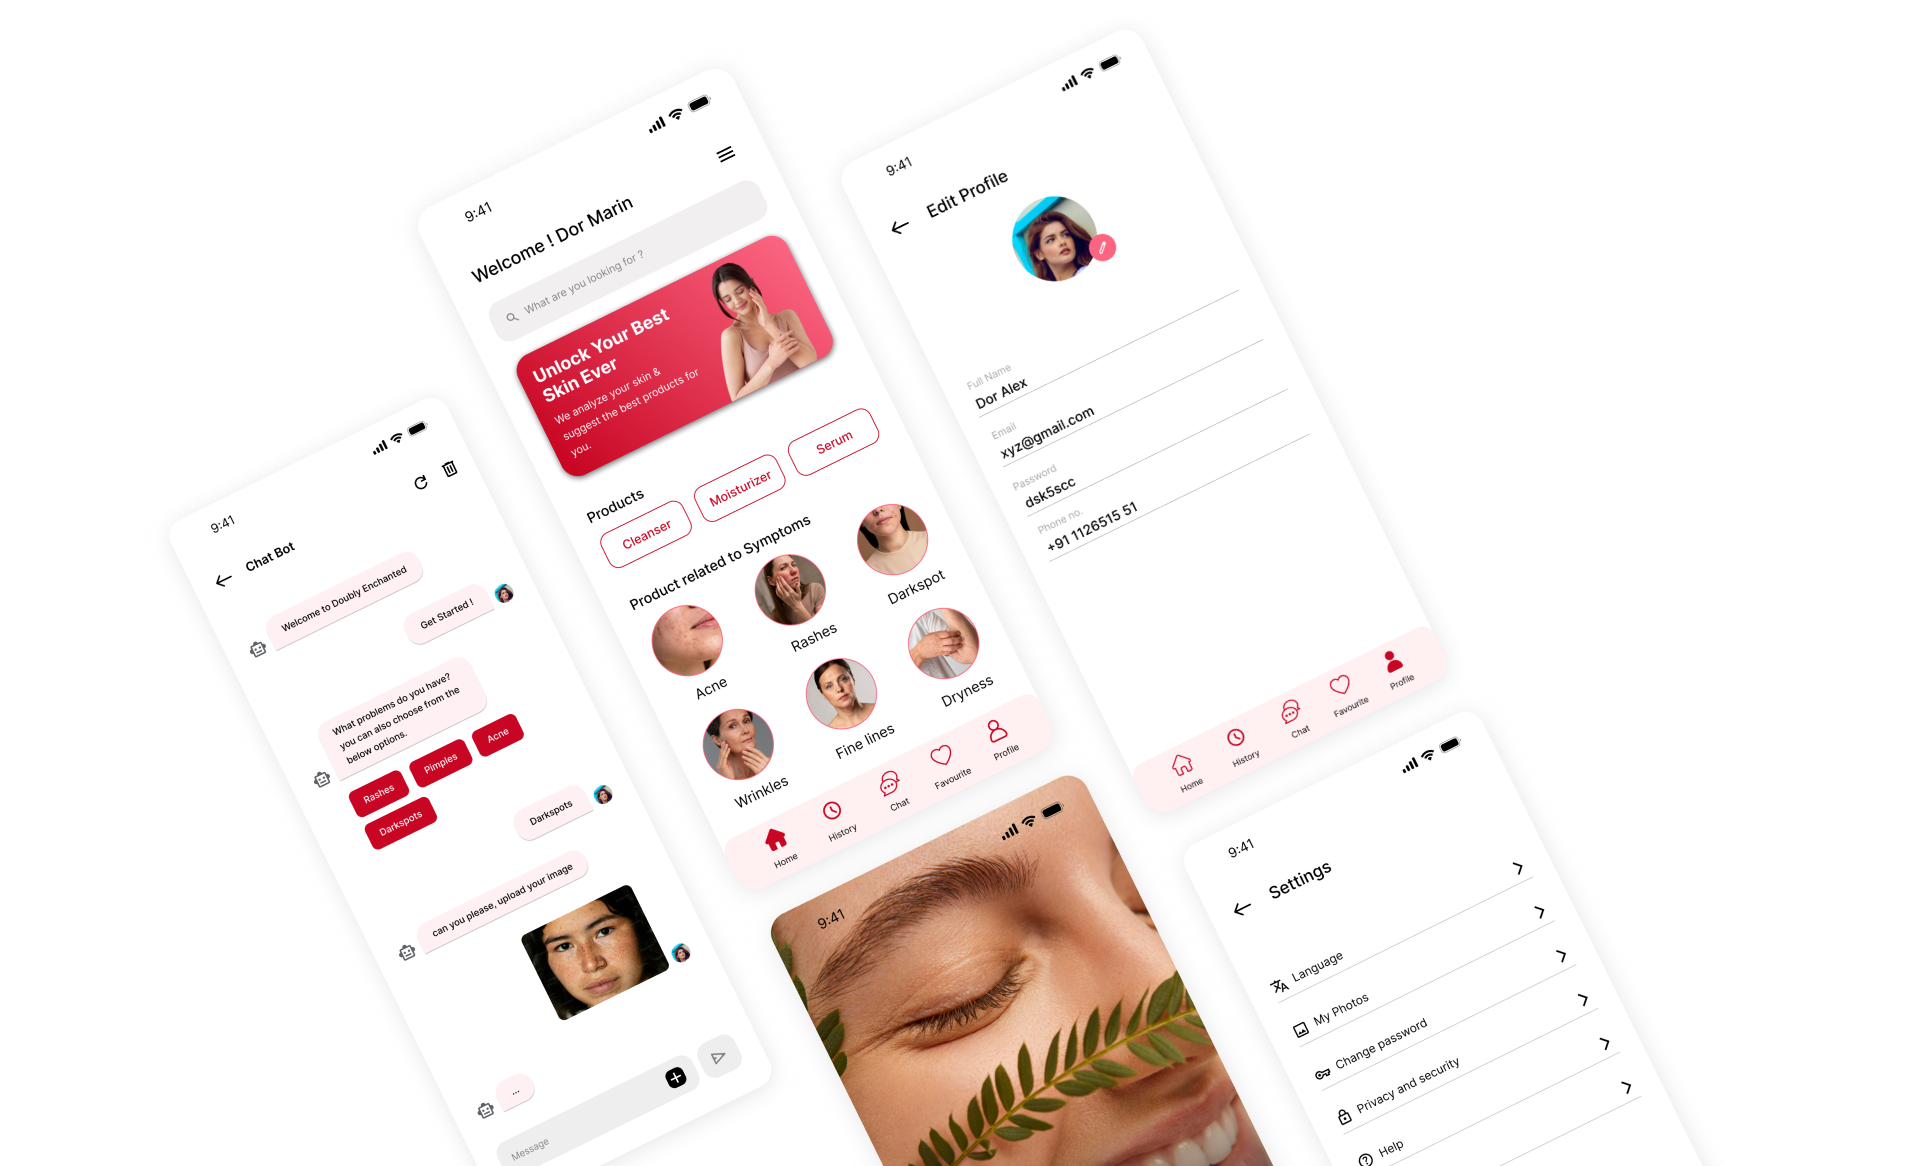 9:41
Chat Bot
Welcome to Doubly Enchanted
Get Started !
What problems do you have?
you can also choose from the
below options.
Rashes
Pimples
Acne
Darkspots
Darkspots
can you please, upload your image
...
Message
9:41
Welcome ! Dor Marin
What are you looking for ?
Unlock Your Best
Skin Ever
We analyze your skin &
suggest the best products for
you.
Products
Cleanser
Moisturizer
Serum
Product related to Symptoms
Acne
Rashes
Darkspot
Wrinkles
Fine lines
Dryness
Home
History
Chat
Favourite
Profile
9:41
Edit Profile
Full Name
Dor Alex
Email
xyz@gmail.com
Password
dsk5scc
Phone no.
+91 1126515 51
Home
History
Chat
Favourite
Profile
9:41
9:41
Settings
Language
My Photos
Change password
Privacy and security
Help